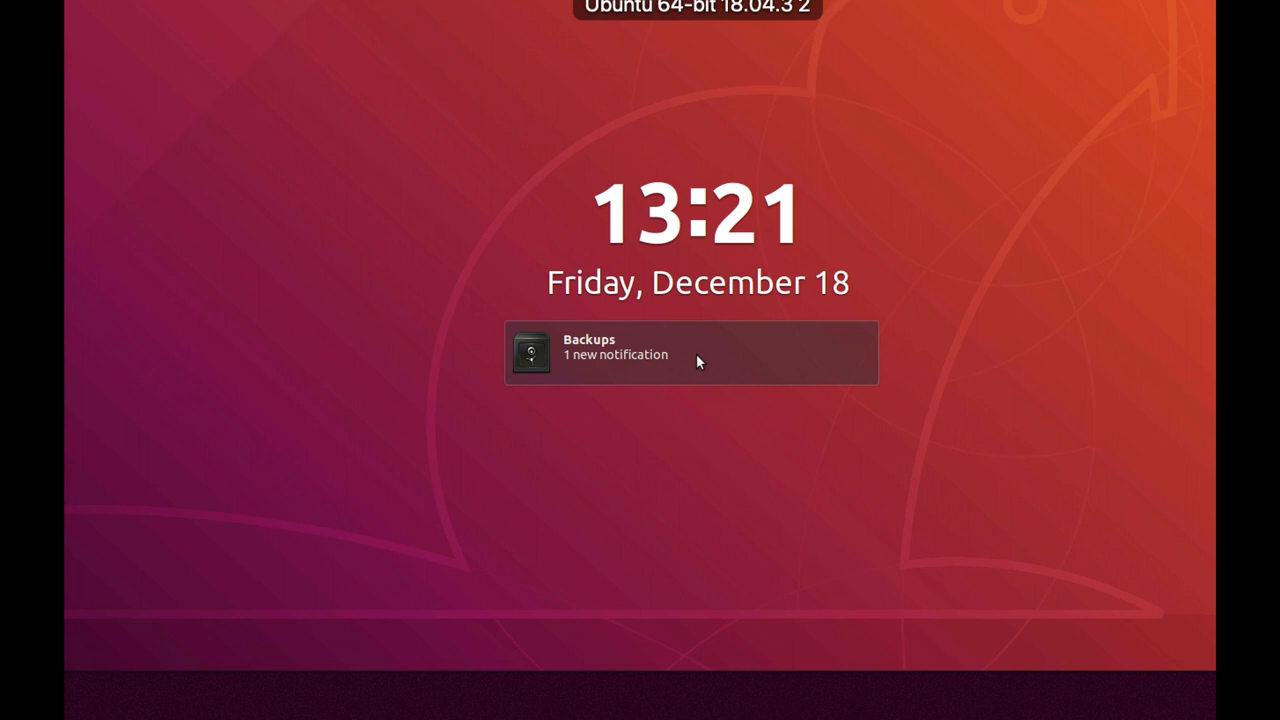 Ubuntu 64-bit 18.04.3 2
13:21
Friday, December 18
Backups
1 new notification